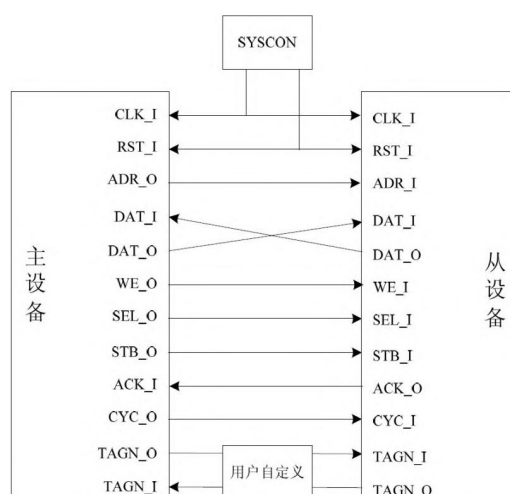 SYSCON
CLK_I
CLK_I
RST_I
RST_I
ADR_O
ADR_I
DAT_I
DAT_I
DAT_O
DAT_O
主设备
从设备
WE_O
WE_I
SEL_O
SEL_I
STB_O
STB_I
ACK_I
ACK_O
CYC_O
CYC_I
TAGN_O
TAGN_I
用户自定义
TAGN_I
TAGN_O